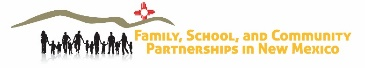 Family, School, and Community
Partnerships in New Mexico